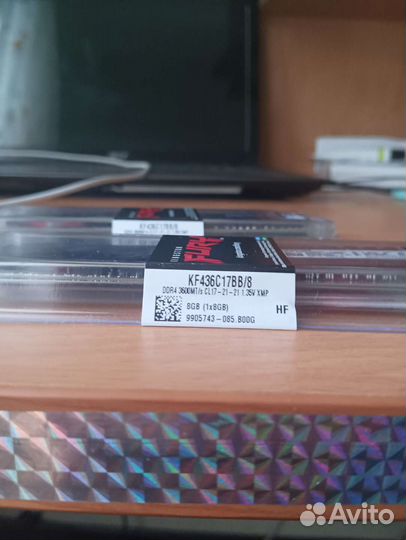 KF436C17BB/8
FURY
KF436C17BB/8
DDR4 3600MT/s CL17-21-21 1.35V XMP
8GB (1x8GB)
HF
9905743-085.B00G
Avito